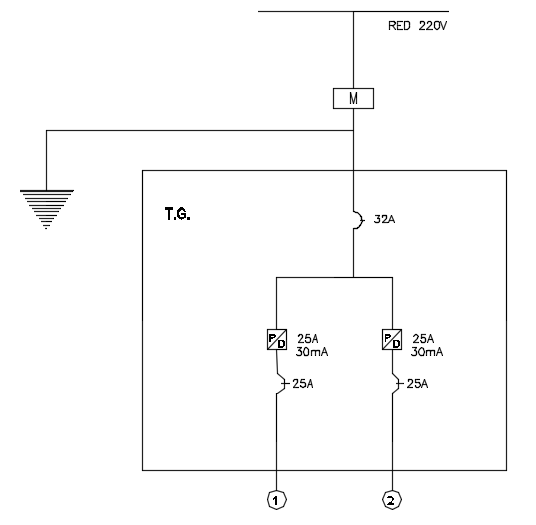 RED 220V
M
T.G.
32A
P D
25A
30mA
P D
25A
30mA
25A
25A
1
2